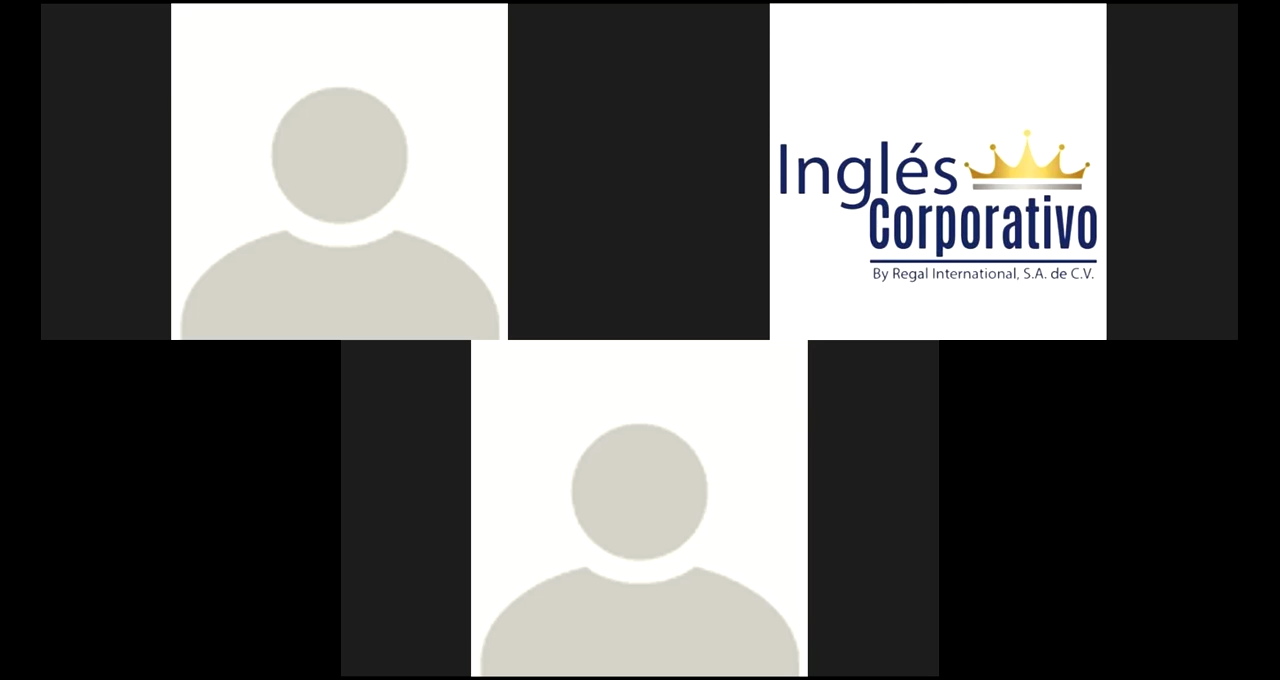 Inglés
Corporativo
By Regal International, S.A. de C.V.